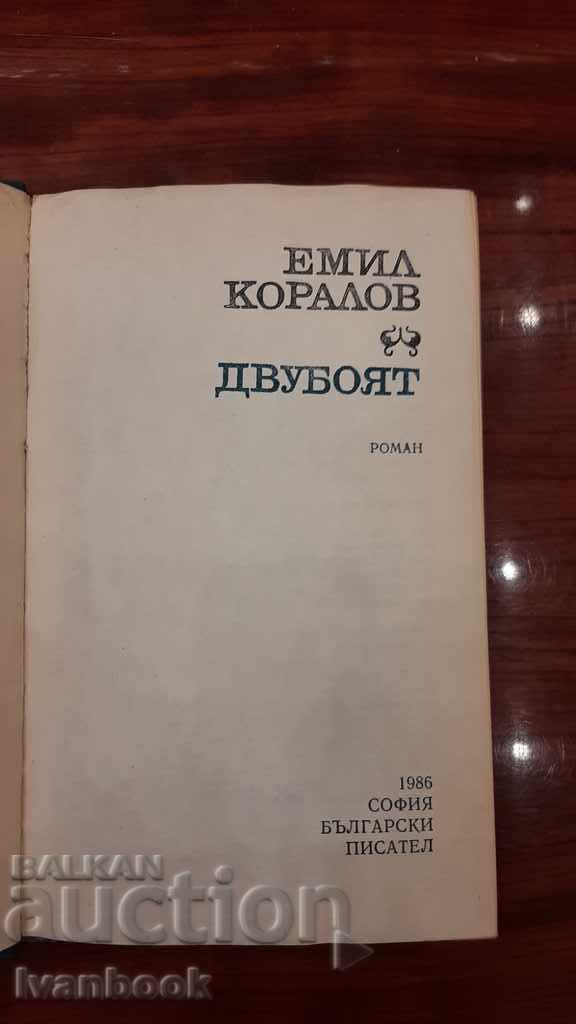 ЕМИЛ
КОРАЛОВ
ДВУБОЯТ
РОМАН
1986
СОФИЯ
БЪЛГАРСКИ
ПИСАТЕЛ
BALKAN
auction
Ivanbook